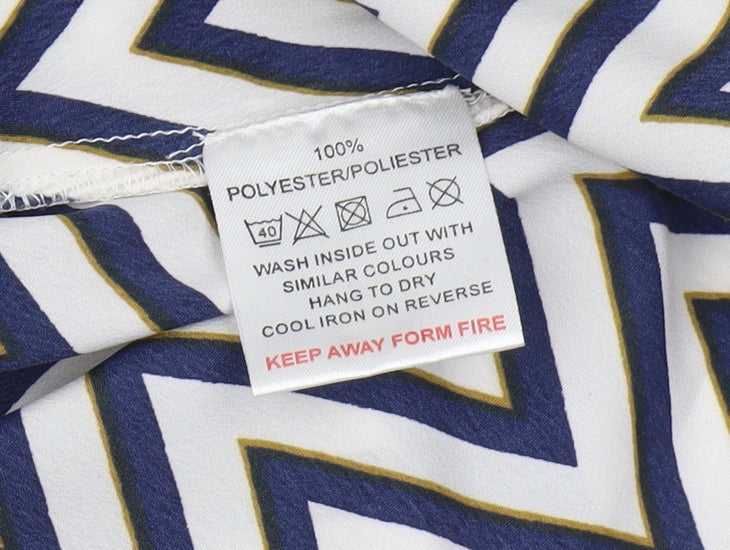 100%
POLYESTER/POLIESTER
40
WASH INSIDE OUT WITH
SIMILAR COLOURS
HANG TO DRY
COOL IRON ON REVERSE
KEEP AWAY FORM FIRE